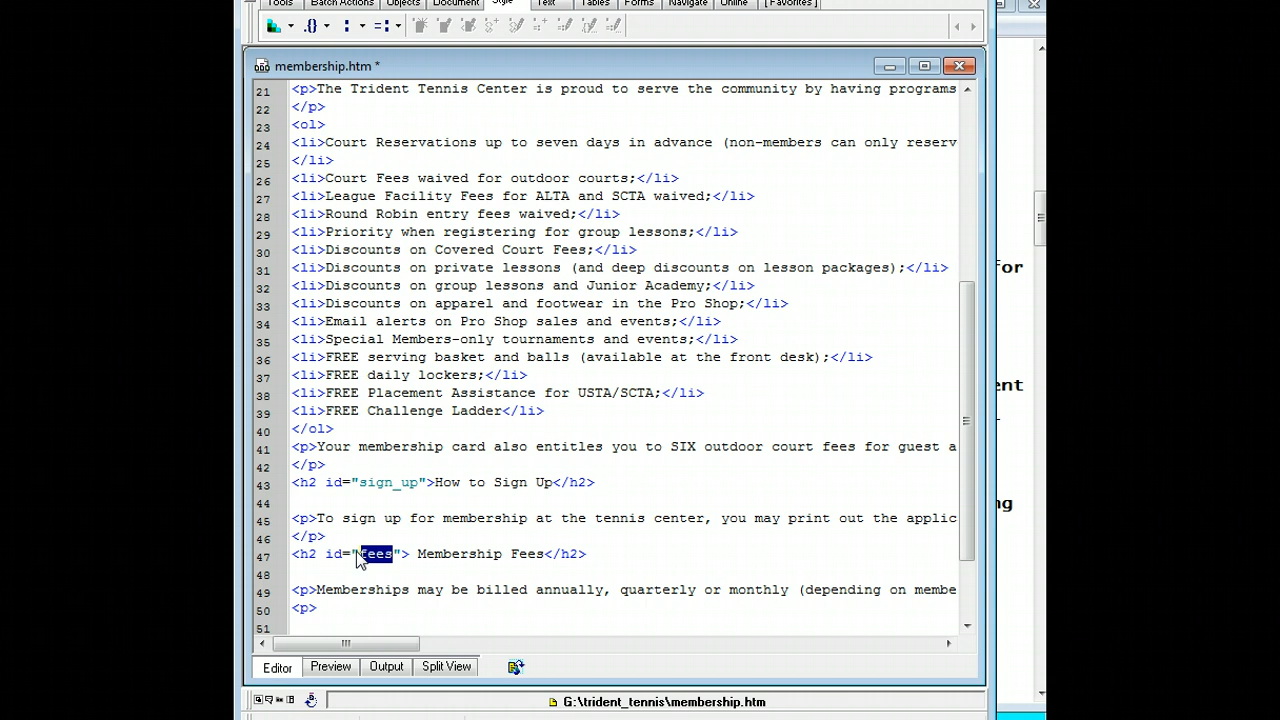 Tools Batch Actions Objects Document Style Text Tables Forms Navigate Online [ Favorites ]
membership.htm *
21 <p>The Trident Tennis Center is proud to serve the community by having programs
22 </p>
23 <ol>
24 <li>Court Reservations up to seven days in advance (non-members can only reserv
25 </li>
26 <li>Court Fees waived for outdoor courts;</li>
27 <li>League Facility Fees for ALTA and SCTA waived;</li>
28 <li>Round Robin entry fees waived;</li>
29 <li>Priority when registering for group lessons;</li>
30 <li>Discounts on Covered Court Fees;</li>
31 <li>Discounts on private lessons (and deep discounts on lesson packages);</li>
32 <li>Discounts on group lessons and Junior Academy;</li>
33 <li>Discounts on apparel and footwear in the Pro Shop;</li>
34 <li>Email alerts on Pro Shop sales and events;</li>
35 <li>Special Members-only tournaments and events;</li>
36 <li>FREE serving basket and balls (available at the front desk);</li>
37 <li>FREE daily lockers;</li>
38 <li>FREE Placement Assistance for USTA/SCTA;</li>
39 <li>FREE Challenge Ladder</li>
40 </ol>
41 <p>Your membership card also entitles you to SIX outdoor court fees for guest a
42 </p>
43 <h2 id="sign_up">How to Sign Up</h2>
44
45 <p>To sign up for membership at the tennis center, you may print out the applic
46 </p>
47 <h2 id="fees"> Membership Fees</h2>
48
49 <p>Memberships may be billed annually, quarterly or monthly (depending on membe
50 <p>
51
for
ent
ng
Editor Preview Output Split View
G:\trident_tennis\membership.htm